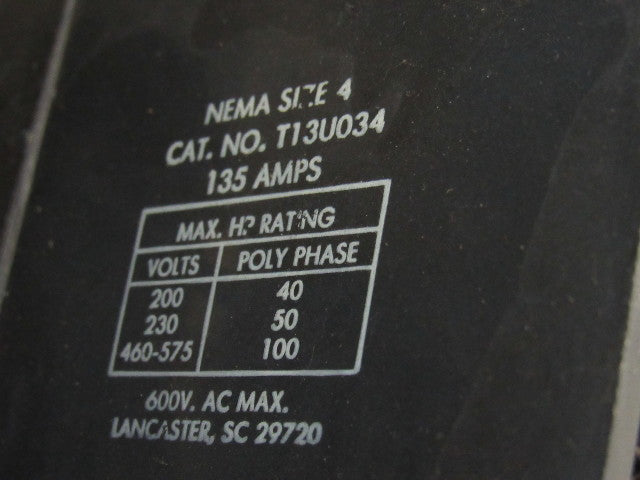 NEMA SIZE 4
CAT. NO. T13U034
135 AMPS
MAX. HP RATING
VOLTS POLY PHASE
200 40
230 50
460-575 100
600V. AC MAX.
LANCASTER, SC 29720